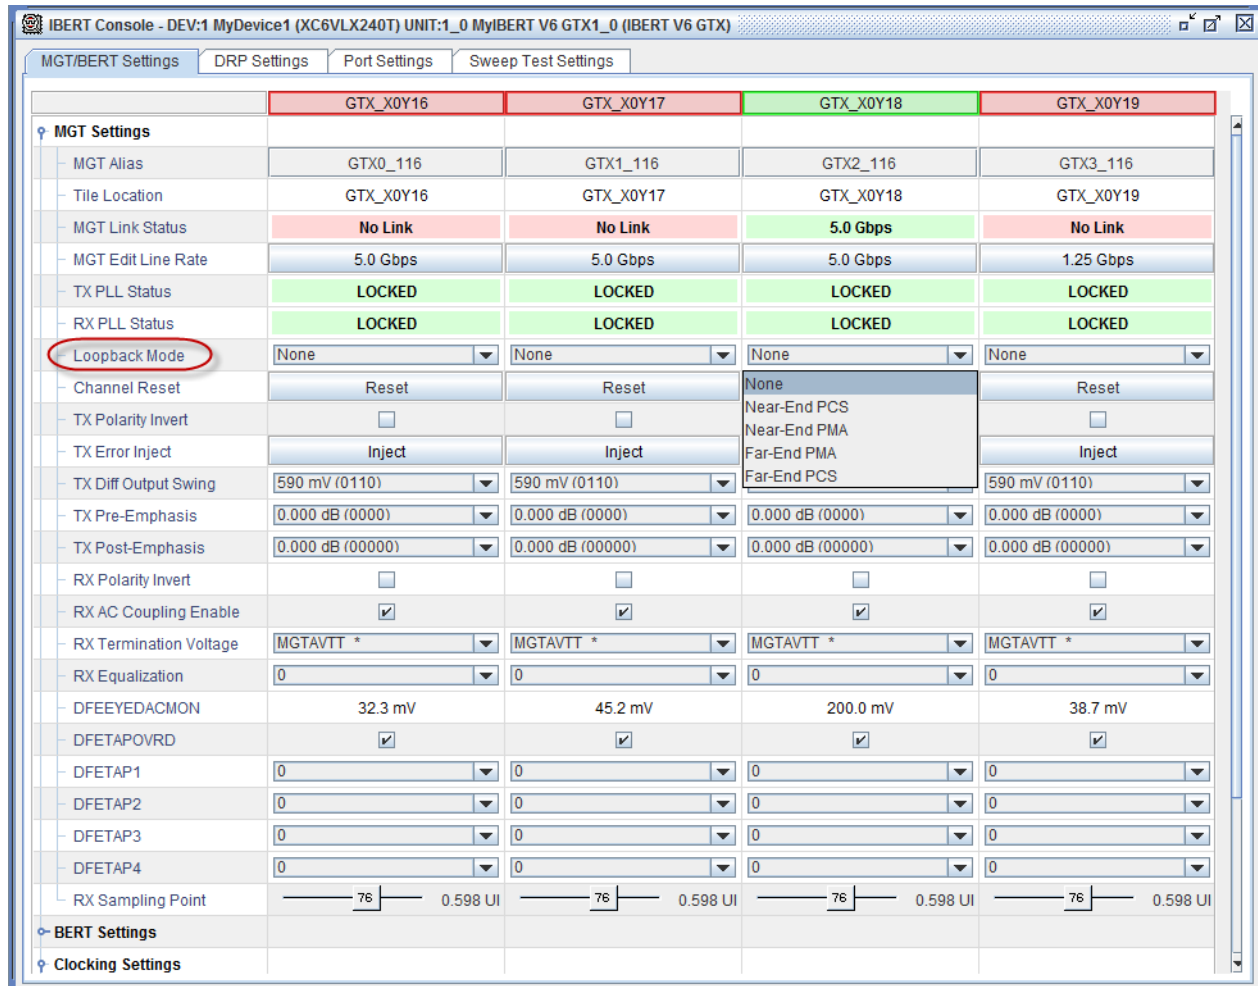 IBERT Console - DEV:1 MyDevice1 (XC6VLX240T) UNIT:1_0 MyIBERT V6 GTX1_0 (IBERT V6 GTX)
MGT/BERT Settings DRP Settings Port Settings Sweep Test Settings
GTX_X0Y16 GTX_X0Y17 GTX_X0Y18 GTX_X0Y19
MGT Settings
MGT Alias GTX0_116 GTX1_116 GTX2_116 GTX3_116
Tile Location GTX_X0Y16 GTX_X0Y17 GTX_X0Y18 GTX_X0Y19
MGT Link Status No Link No Link 5.0 Gbps No Link
MGT Edit Line Rate 5.0 Gbps 5.0 Gbps 5.0 Gbps 1.25 Gbps
TX PLL Status LOCKED LOCKED LOCKED LOCKED
RX PLL Status LOCKED LOCKED LOCKED LOCKED
Loopback Mode None None None None
Channel Reset Reset Reset None Reset
Near-End PCS
TX Polarity Invert
Near-End PMA
TX Error Inject Inject Inject Far-End PMA Inject
Far-End PCS
TX Diff Output Swing 590 mV (0110) 590 mV (0110) 590 mV (0110)
TX Pre-Emphasis 0.000 dB (0000) 0.000 dB (0000) 0.000 dB (0000) 0.000 dB (0000)
TX Post-Emphasis 0.000 dB (00000) 0.000 dB (00000) 0.000 dB (00000) 0.000 dB (00000)
RX Polarity Invert
RX AC Coupling Enable
RX Termination Voltage MGTAVTT * MGTAVTT * MGTAVTT * MGTAVTT *
RX Equalization 0 0 0 0
DFEEYEDACMON 32.3 mV 45.2 mV 200.0 mV 38.7 mV
DFETAPOVRD
DFETAP1 0 0 0 0
DFETAP2 0 0 0 0
DFETAP3 0 0 0 0
DFETAP4 0 0 0 0
RX Sampling Point 76 0.598 UI 76 0.598 UI 76 0.598 UI 76 0.598 UI
BERT Settings
Clocking Settings